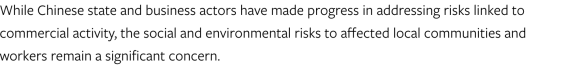 While Chinese state and business actors have made progress in addressing risks linked to
commercial activity, the social and environmental risks to affected local communities and
workers remain a significant concern.